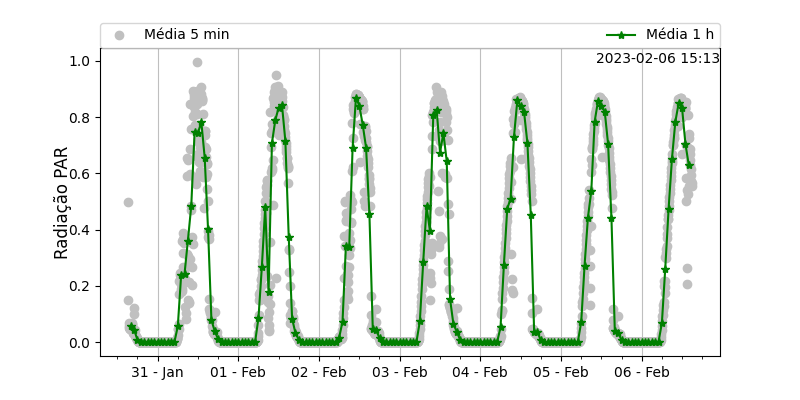 Média 5 min
Média 1 h
2023-02-06 15:13
1.0
0.8
0.6
0.4
0.2
0.0
Radiação PAR
31 - Jan
01 - Feb
02 - Feb
03 - Feb
04 - Feb
05 - Feb
06 - Feb